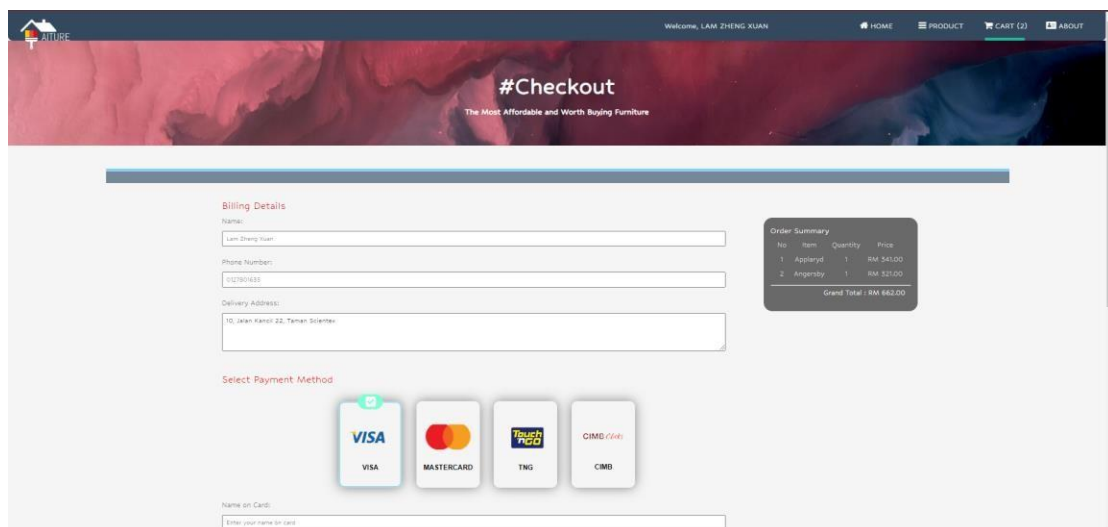 AITURE
Welcome, LAM ZHENG XUAN
HOME
PRODUCT
CART (2)
ABOUT
#Checkout
The Most Affordable and Worth Buying Furniture
Billing Details
Name:
Lam Zheng Xuan
Phone Number:
Delivery Address:
10, Jalan Kancil 22, Taman Scientex
Order Summary
No Item Quantity Price
1 Appleryd 1 RM 341.00
2 Angersby 1 RM 321.00
Grand Total : RM 662.00
Select Payment Method
VISA
VISA
MASTERCARD
Touch 'nGO
TNG
CIMB Clicks
CIMB
Name on Card:
Enter your name on card